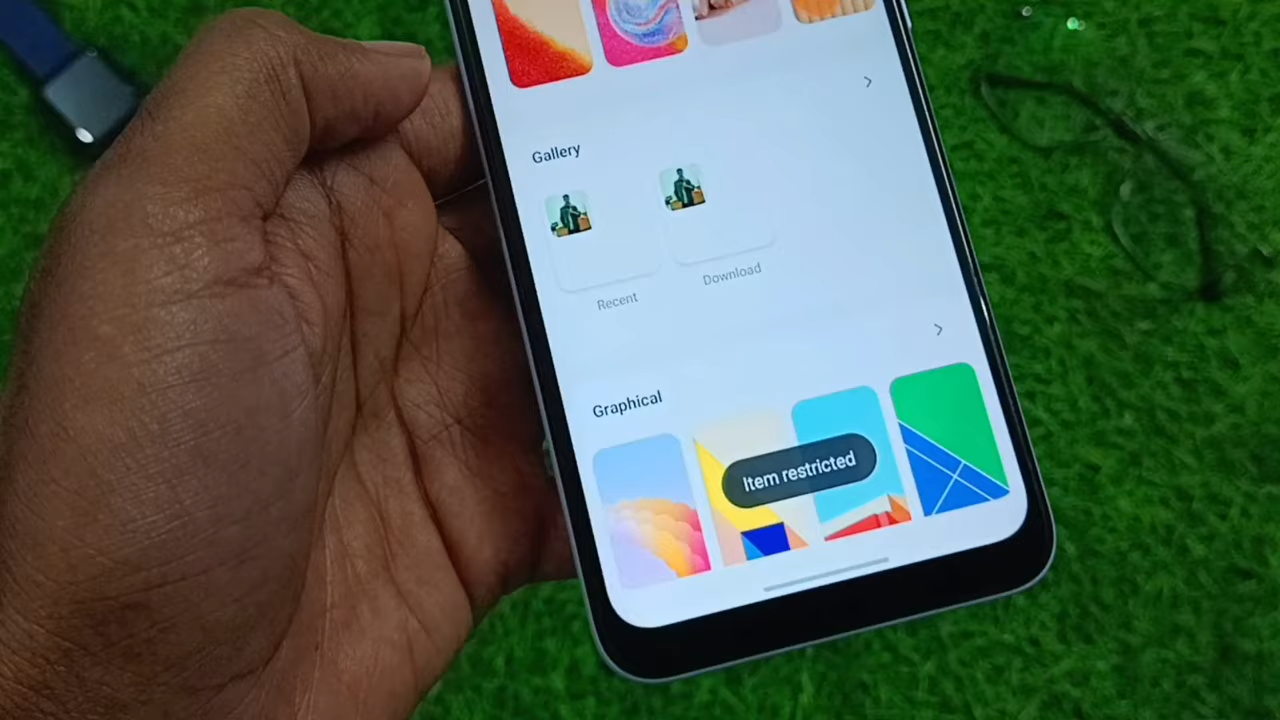 Gallery
Recent
Download
Graphical
Item restricted